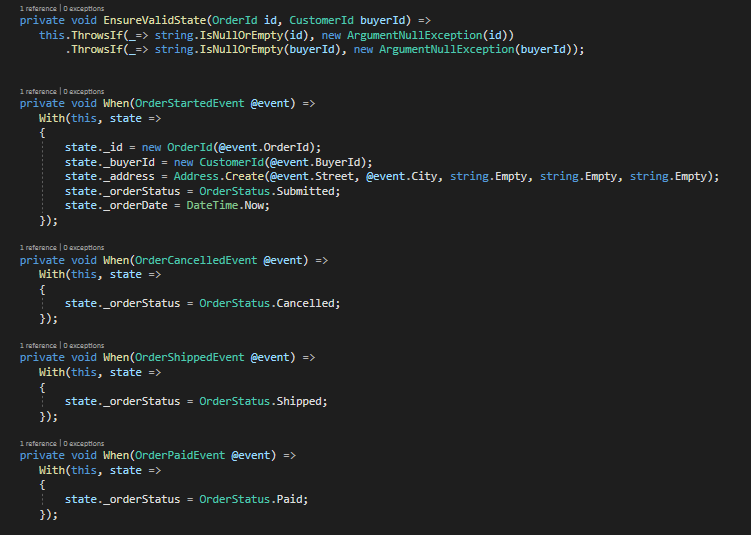 1 reference | 0 exceptions
private void EnsureValidState(OrderId id, CustomerId buyerId) =>
this.ThrowsIf(_=> string.IsNullOrEmpty(id), new ArgumentNullException(id))
.ThrowsIf(_=> string.IsNullOrEmpty(buyerId), new ArgumentNullException(buyerId));
1 reference | 0 exceptions
private void When(OrderStartedEvent @event) =>
With(this, state =>
{
state._id = new OrderId(@event.OrderId);
state._buyerId = new CustomerId(@event.BuyerId);
state._address = Address.Create(@event.Street, @event.City, string.Empty, string.Empty, string.Empty);
state._orderStatus = OrderStatus.Submitted;
state._orderDate = DateTime.Now;
});
1 reference | 0 exceptions
private void When(OrderCancelledEvent @event) =>
With(this, state =>
{
state._orderStatus = OrderStatus.Cancelled;
});
1 reference | 0 exceptions
private void When(OrderShippedEvent @event) =>
With(this, state =>
{
state._orderStatus = OrderStatus.Shipped;
});
1 reference | 0 exceptions
private void When(OrderPaidEvent @event) =>
With(this, state =>
{
state._orderStatus = OrderStatus.Paid;
});